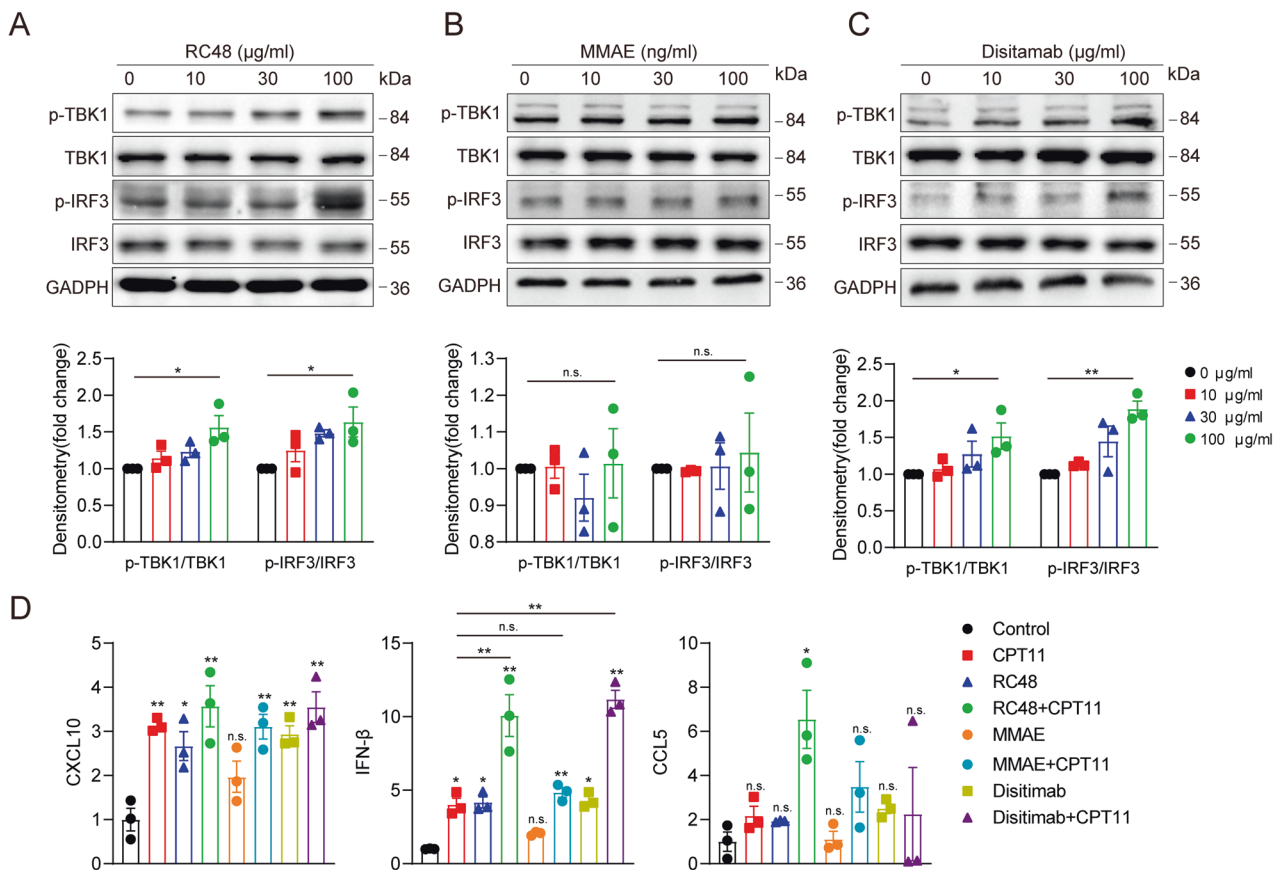 A
RC48 (μg/ml)
0 10 30 100 kDa
p-TBK1 -84
TBK1 -84
p-IRF3 -55
IRF3 -55
GADPH -36
B
MMAE (ng/ml)
0 10 30 100 kDa
p-TBK1 -84
TBK1 -84
p-IRF3 -55
IRF3 -55
GADPH -36
C
Disitamab (μg/ml)
0 10 30 100 kDa
p-TBK1 -84
TBK1 -84
p-IRF3 -55
IRF3 -55
GADPH -36
Densitometry(fold change)
2.5
2.0
1.5
1.0
0.5
0.0
* *
p-TBK1/TBK1 p-IRF3/IRF3
Densitometry(fold change)
1.3
1.2
1.1
1.0
0.9
0.8
n.s. n.s.
p-TBK1/TBK1 p-IRF3/IRF3
Densitometry(fold change)
2.5
2.0
1.5
1.0
0.5
0.0
* **
p-TBK1/TBK1 p-IRF3/IRF3
0 μg/ml
10 μg/ml
30 μg/ml
100 μg/ml
D
CXCL10
5
4
3
2
1
0
** * ** n.s. ** ** **
IFN-β
15
10
5
0
**
n.s.
**
* * ** n.s. ** * **
CCL5
10
8
6
4
2
0
n.s. n.s. * n.s. n.s. n.s. n.s.
Control
CPT11
RC48
RC48+CPT11
MMAE
MMAE+CPT11
Disitimab
Disitimab+CPT11